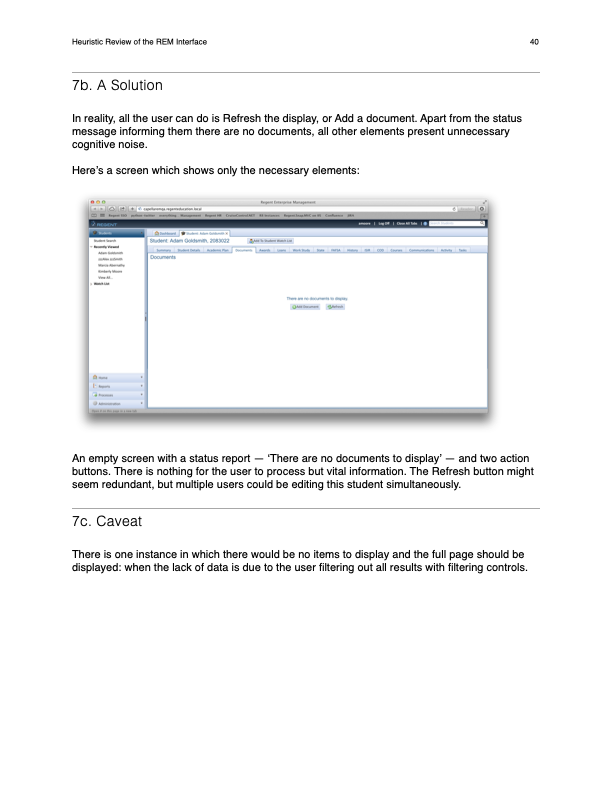 Heuristic Review of the REM Interface 40
7b. A Solution
In reality, all the user can do is Refresh the display, or Add a document. Apart from the status
message informing them there are no documents, all other elements present unnecessary
cognitive noise.
Here's a screen which shows only the necessary elements:
Regent Enterprise Management
REGENT
Log Off | Close All Tabs
Students
Dashboard Student: Adam Goldsmith
Student Search
Student: Adam Goldsmith, 2083022 Add To Student Watch List
Recently Viewed
Summary Student Details Academic Plan Documents Awards Loans Work Study
Adam Goldsmith
Documents
Kimberly Moore
View All...
Watch List
There are no documents to display
Add Document Refresh
Home
Reports
Processes
Administration
An empty screen with a status report — ‘There are no documents to display’ — and two action
buttons. There is nothing for the user to process but vital information. The Refresh button might
seem redundant, but multiple users could be editing this student simultaneously.
7c. Caveat
There is one instance in which there would be no items to display and the full page should be
displayed: when the lack of data is due to the user filtering out all results with filtering controls.